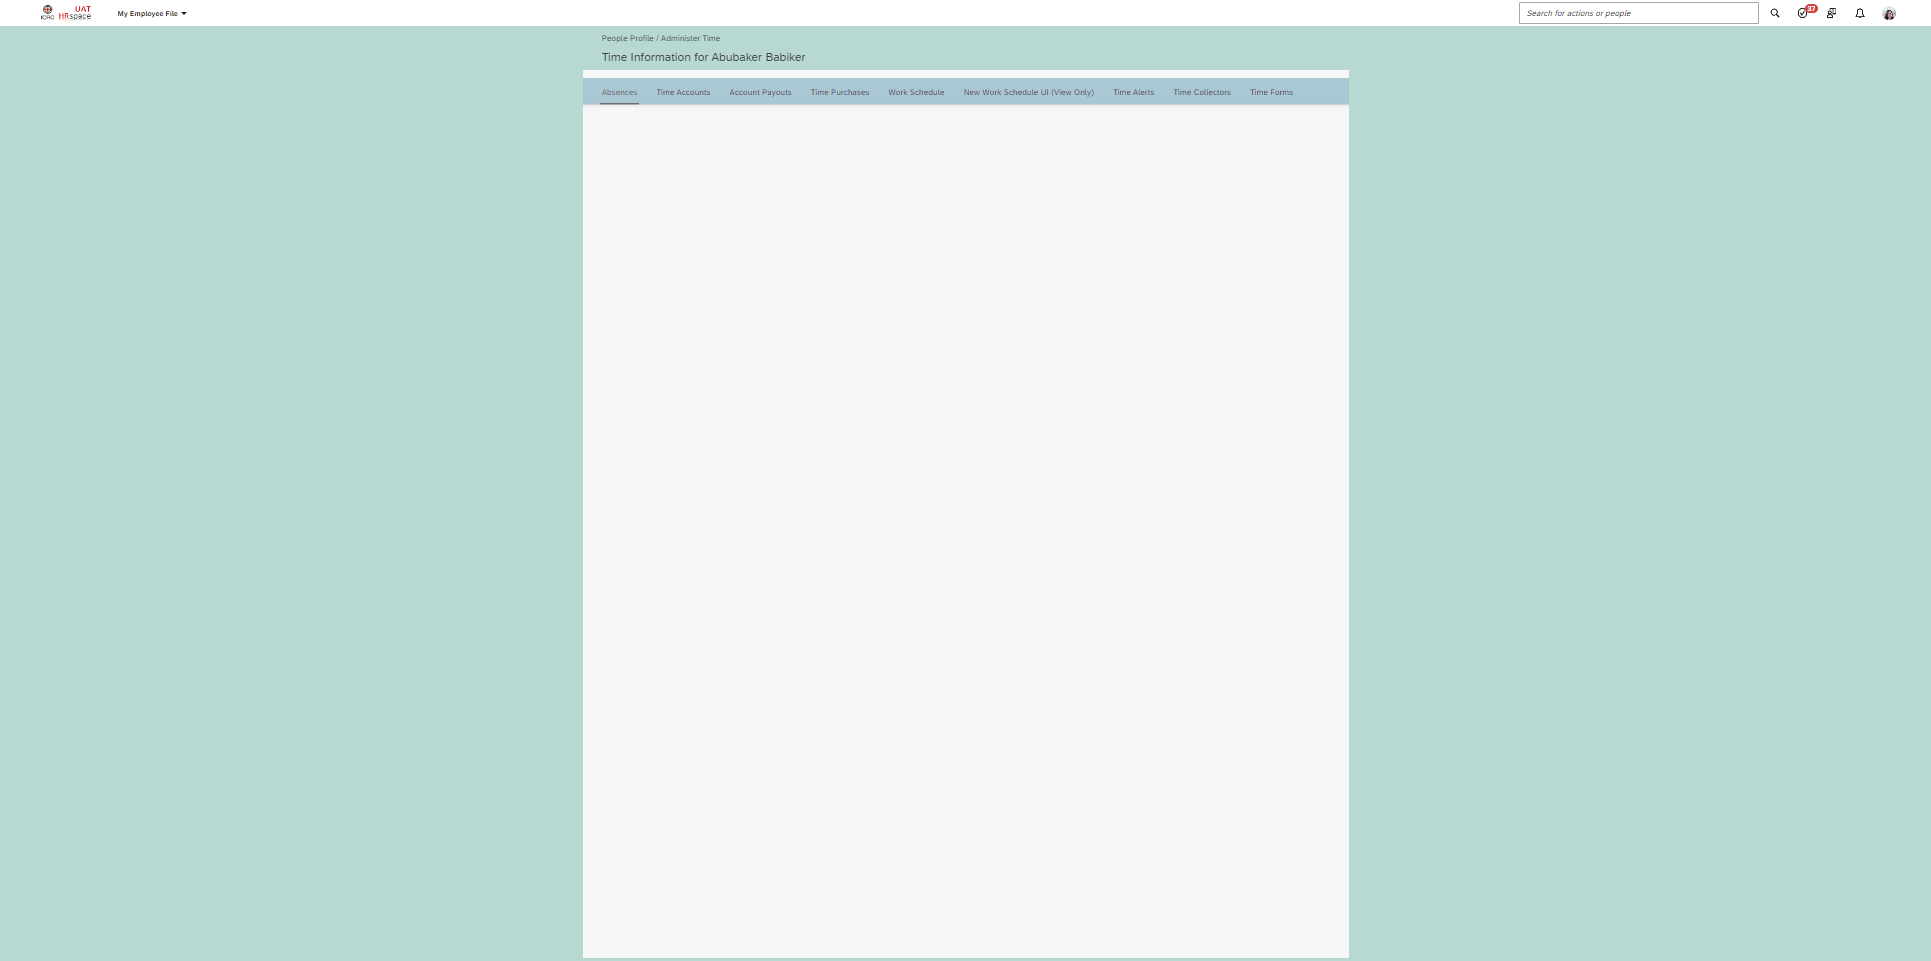 ICRC
UAT
HRspace
My Employee File
Search for actions or people
37
People Profile / Administer Time
Time Information for Abubaker Babiker
Absences Time Accounts Account Payouts Time Purchases Work Schedule New Work Schedule UI (View Only) Time Alerts Time Collectors Time Forms